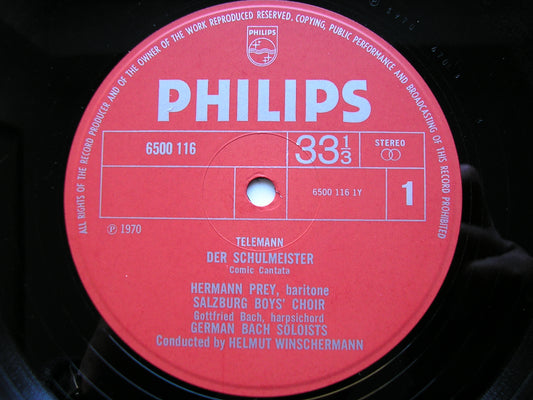 ALL RIGHTS OF THE RECORD PRODUCER AND OF THE OWNER OF THE WORK REPRODUCED RESERVED. COPYING, PUBLIC PERFORMANCE AND BROADCASTING OF THIS RECORD PROHIBITED
PHILIPS
PHILIPS
6500 116
33 1/3
STEREO
6500 116 1Y
1
Ⓟ 1970
TELEMANN
DER SCHULMEISTER
Comic Cantata
HERMANN PREY, baritone
SALZBURG BOYS' CHOIR
Gottfried Bach, harpsichord
GERMAN BACH SOLOISTS
Conducted by HELMUT WINSCHERMANN